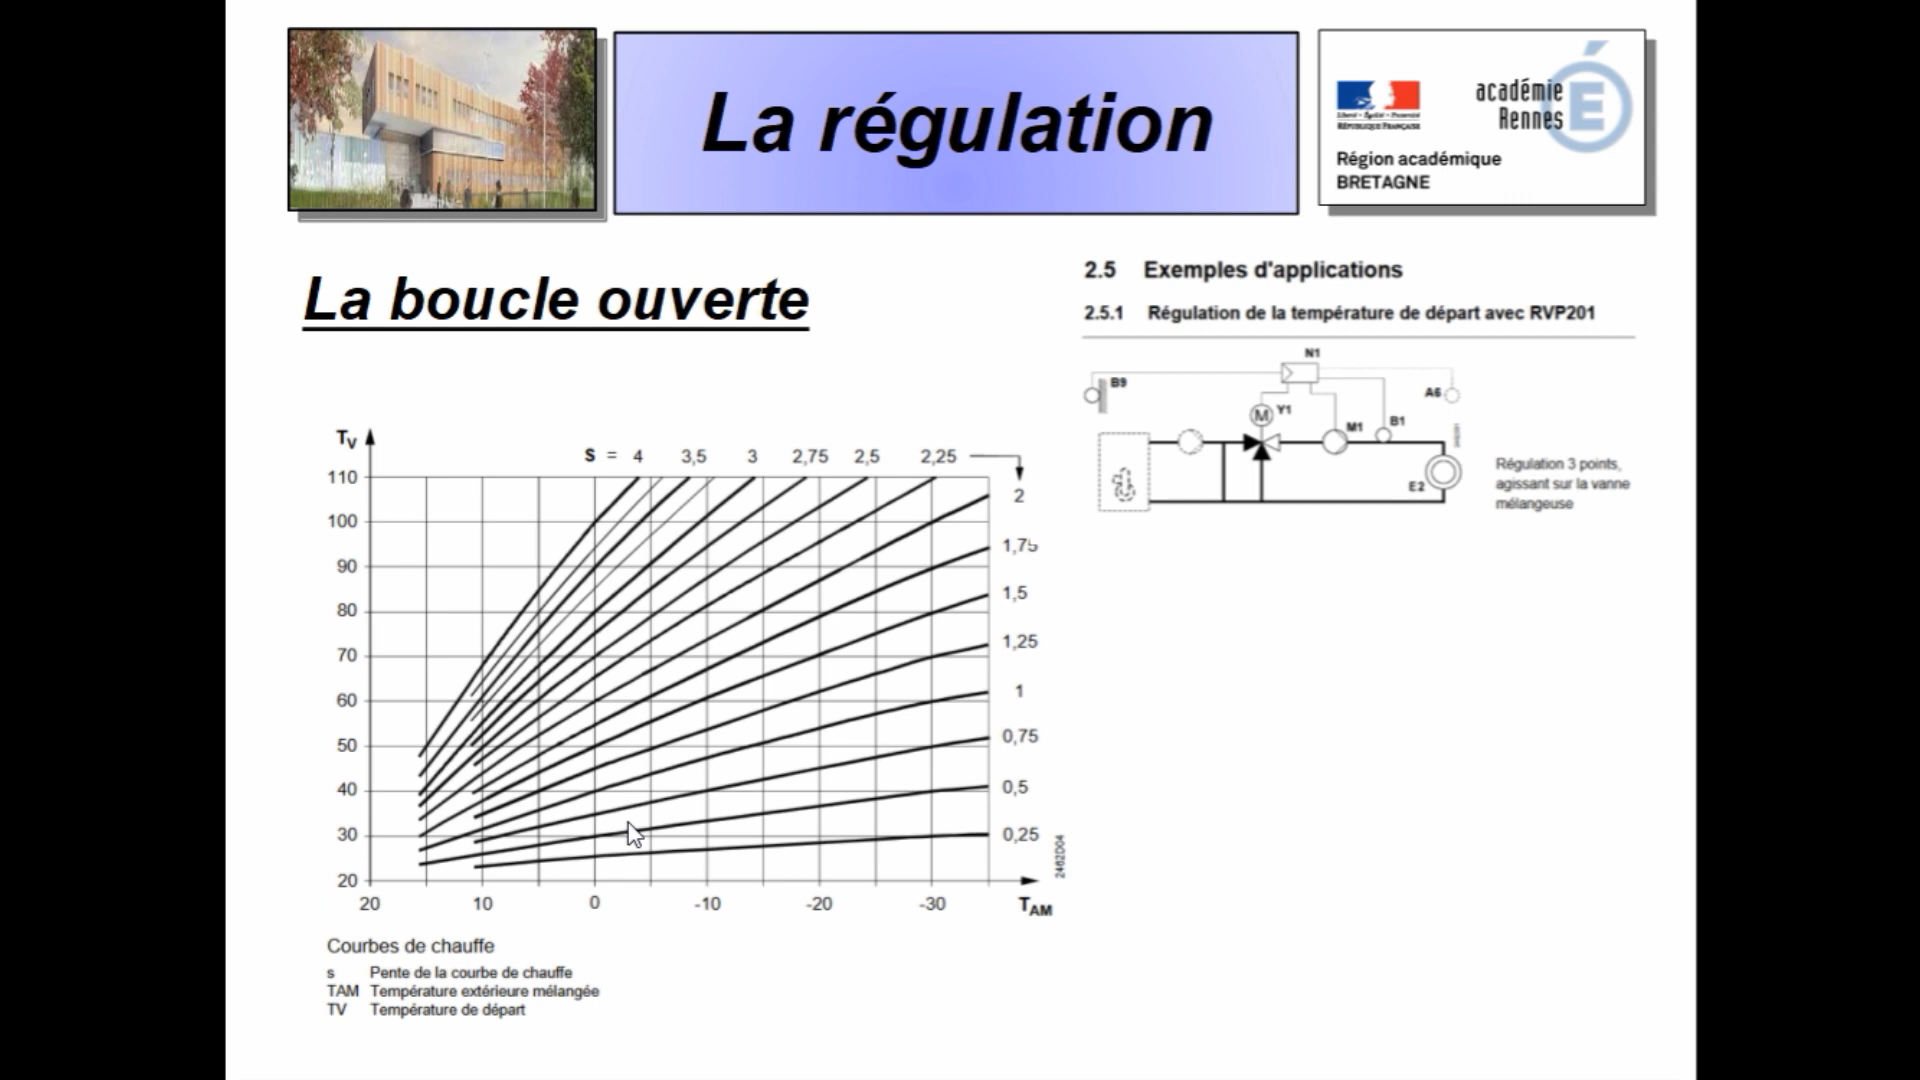 La régulation
Liberté • Égalité • Fraternité
RÉPUBLIQUE FRANÇAISE
académie
Rennes
É
Région académique
BRETAGNE
La boucle ouverte
2.5 Exemples d'applications
2.5.1 Régulation de la température de départ avec RVP201
N1
B9
A6
M Y1
M1
B1
E2
Régulation 3 points,
agissant sur la vanne
mélangeuse
TV
S = 4 3,5 3 2,75 2,5 2,25
2
1,75
1,5
1,25
1
0,75
0,5
0,25
110
100
90
80
70
60
50
40
30
20
20 10 0 -10 -20 -30 TAM
2462D04
Courbes de chauffe
s Pente de la courbe de chauffe
TAM Température extérieure mélangée
TV Température de départ